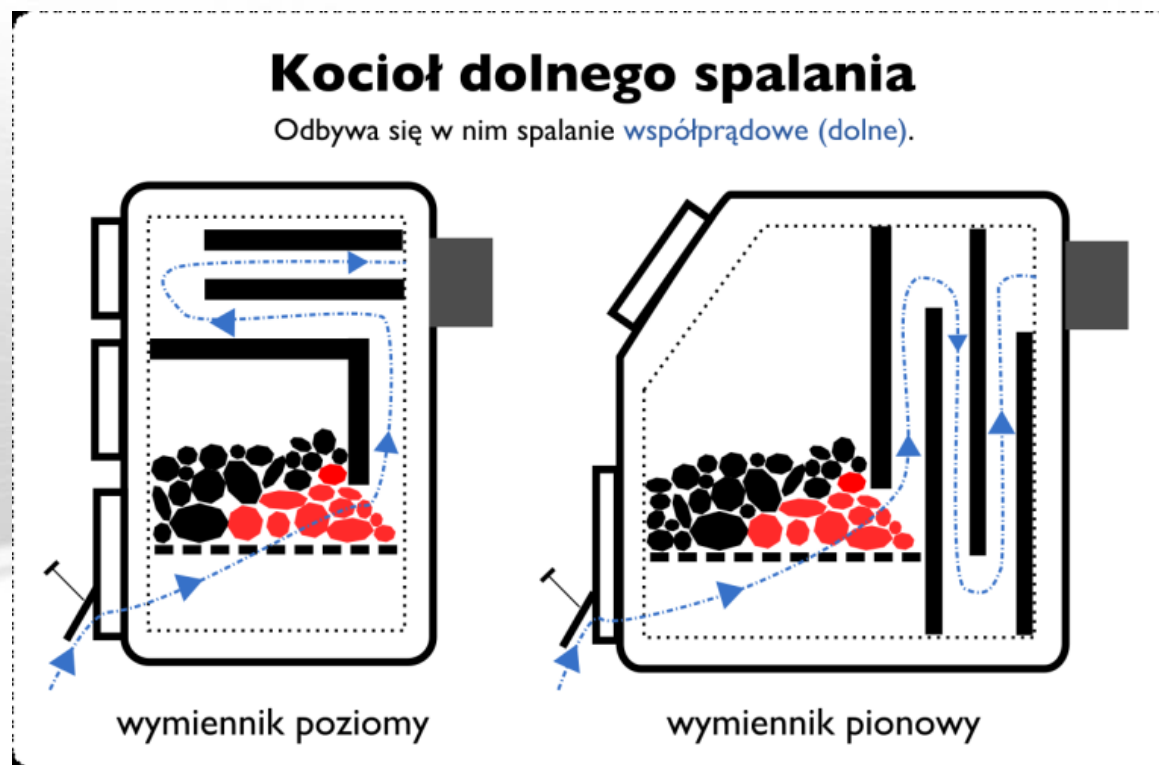 Kocioł dolnego spalania
Odbywa się w nim spalanie współprądowe (dolne).
wymiennik poziomy
wymiennik pionowy